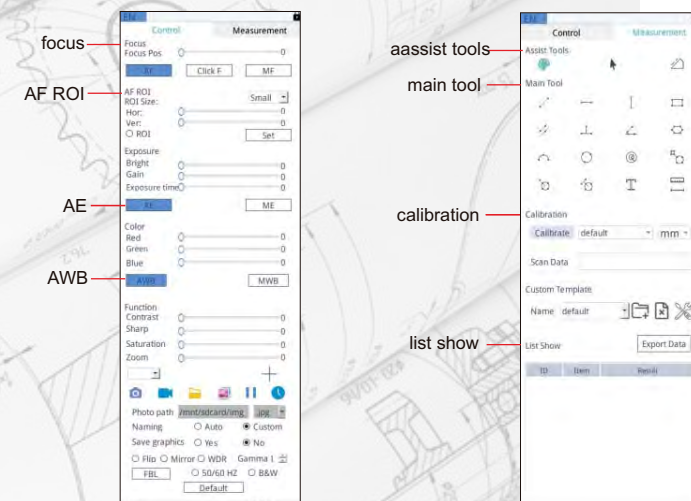 EN
Control Measurement
focus
Focus
Focus Pos 0
AF Click F MF
AF ROI
AF ROI
ROI Size: Small
Hor: 0
Ver: 0
ROI Set
Exposure
Bright 0
Gain 0
Exposure time 0
AE
AE ME
Color
Red 0
Green 0
Blue 0
AWB
AWB MWB
Function
Contrast 0
Sharp 0
Saturation 0
Zoom 0
Photo path /mnt/sdcard/img .jpg
Naming Auto Custom
Save graphics Yes No
Flip Mirror WDR Gamma 1
FBL 50/60 HZ B&W
Default
EN
Control Measurement
aassist tools
Assist Tools
main tool
Main Tool
T
calibration
Calibration
Calibrate default mm
Scan Data
Custom Template
Name default
list show
List Show Export Data
ID Item Result
16.2